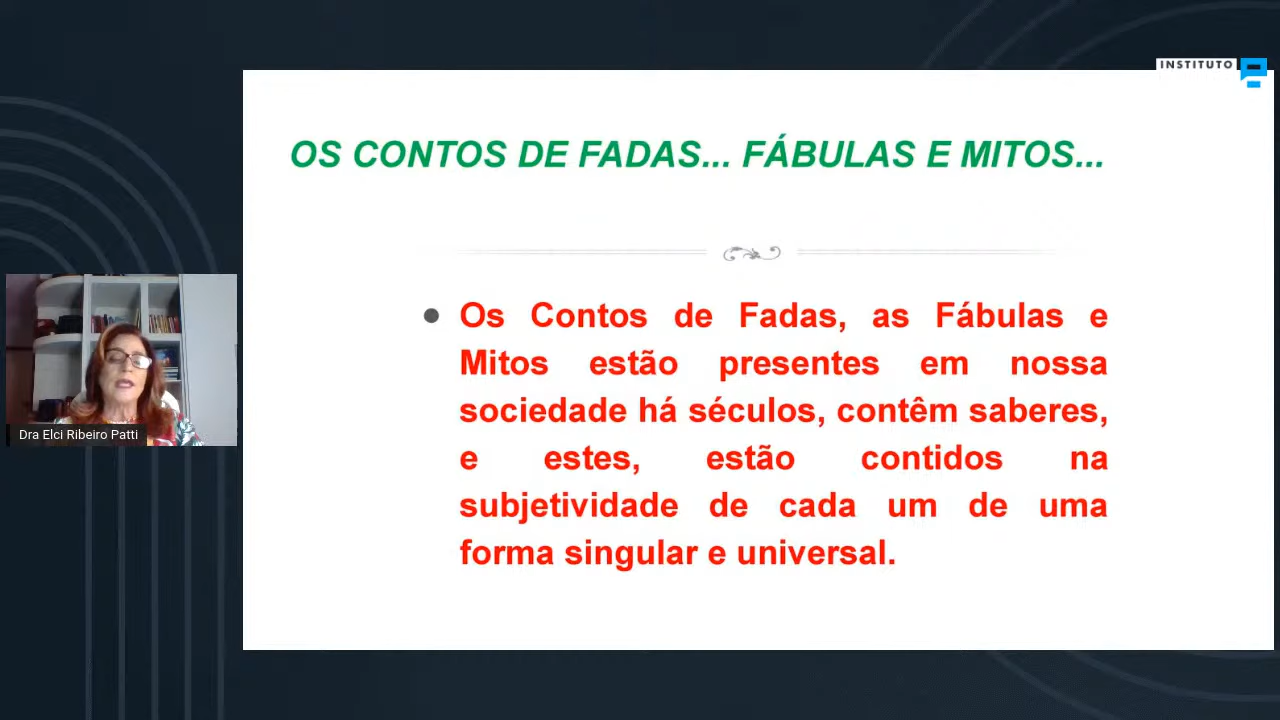 INSTITUTO
OS CONTOS DE FADAS... FÁBULAS E MITOS...
Os Contos de Fadas, as Fábulas e
Mitos estão presentes em nossa
sociedade há séculos, contêm saberes,
e estes, estão contidos na
subjetividade de cada um de uma
forma singular e universal.
Dra Elci Ribeiro Patti